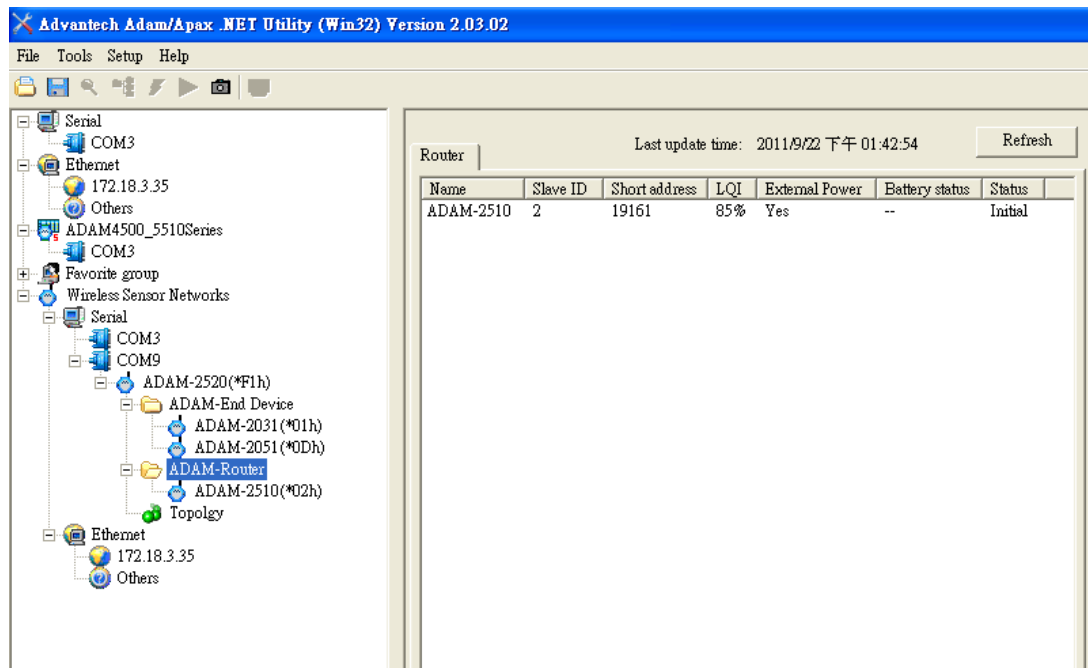 Advantech Adam/Apax .NET Utility (Win32) Version 2.03.02
File Tools Setup Help
Serial
COM3
Ethernet
172.18.3.35
Others
ADAM4500_5510Series
COM3
Favorite group
Wireless Sensor Networks
Serial
COM3
COM9
ADAM-2520(*F1h)
ADAM-End Device
ADAM-2031(*01h)
ADAM-2051(*0Dh)
ADAM-Router
ADAM-2510(*02h)
Topolgy
Ethernet
172.18.3.35
Others
Router
Last update time: 2011/9/22 下午 01:42:54
Refresh
Name Slave ID Short address LQI External Power Battery status Status
ADAM-2510 2 19161 85% Yes -- Initial